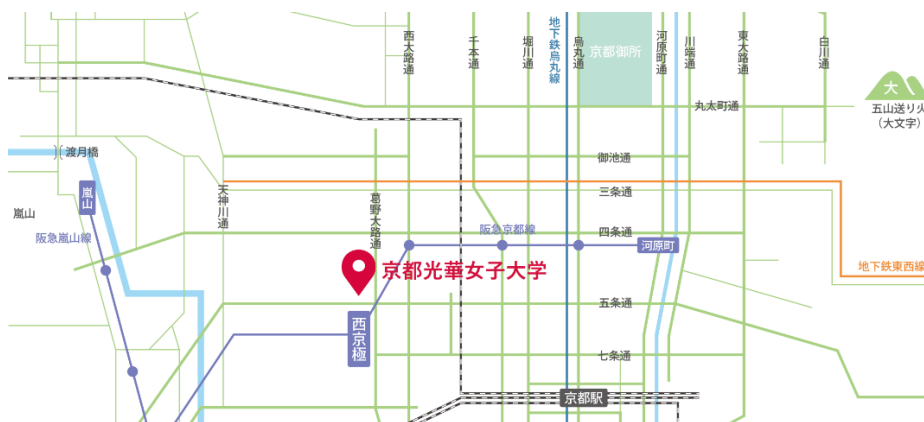 西大路通
千本通
堀川通
地下鉄烏丸線
烏丸通
京都御所
河原町通
川端通
東大路通
白川通
大
五山送り火
(大文字)
丸太町通
渡月橋
御池通
嵐山
天神川通
葛野大路通
三条通
嵐山
阪急嵐山線
阪急京都線
四条通
河原町
京都光華女子大学
地下鉄東西線
五条通
西京極
七条通
京都駅